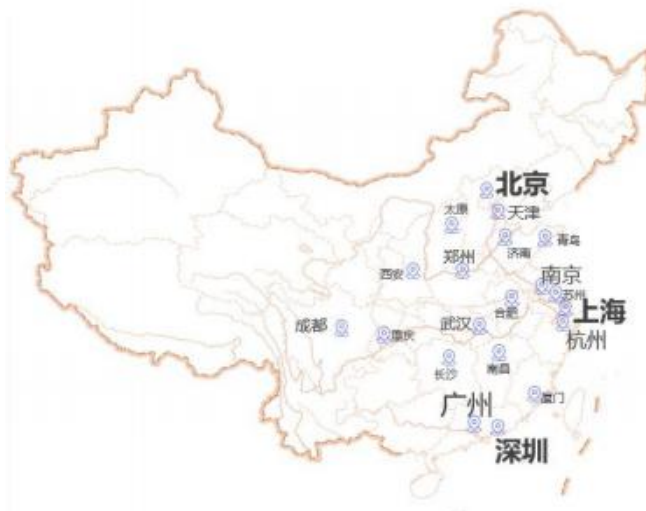 北京
太原
天津
济南
青岛
西安
郑州
南京
苏州
合肥
上海
成都
重庆
武汉
杭州
长沙
南昌
厦门
广州
深圳